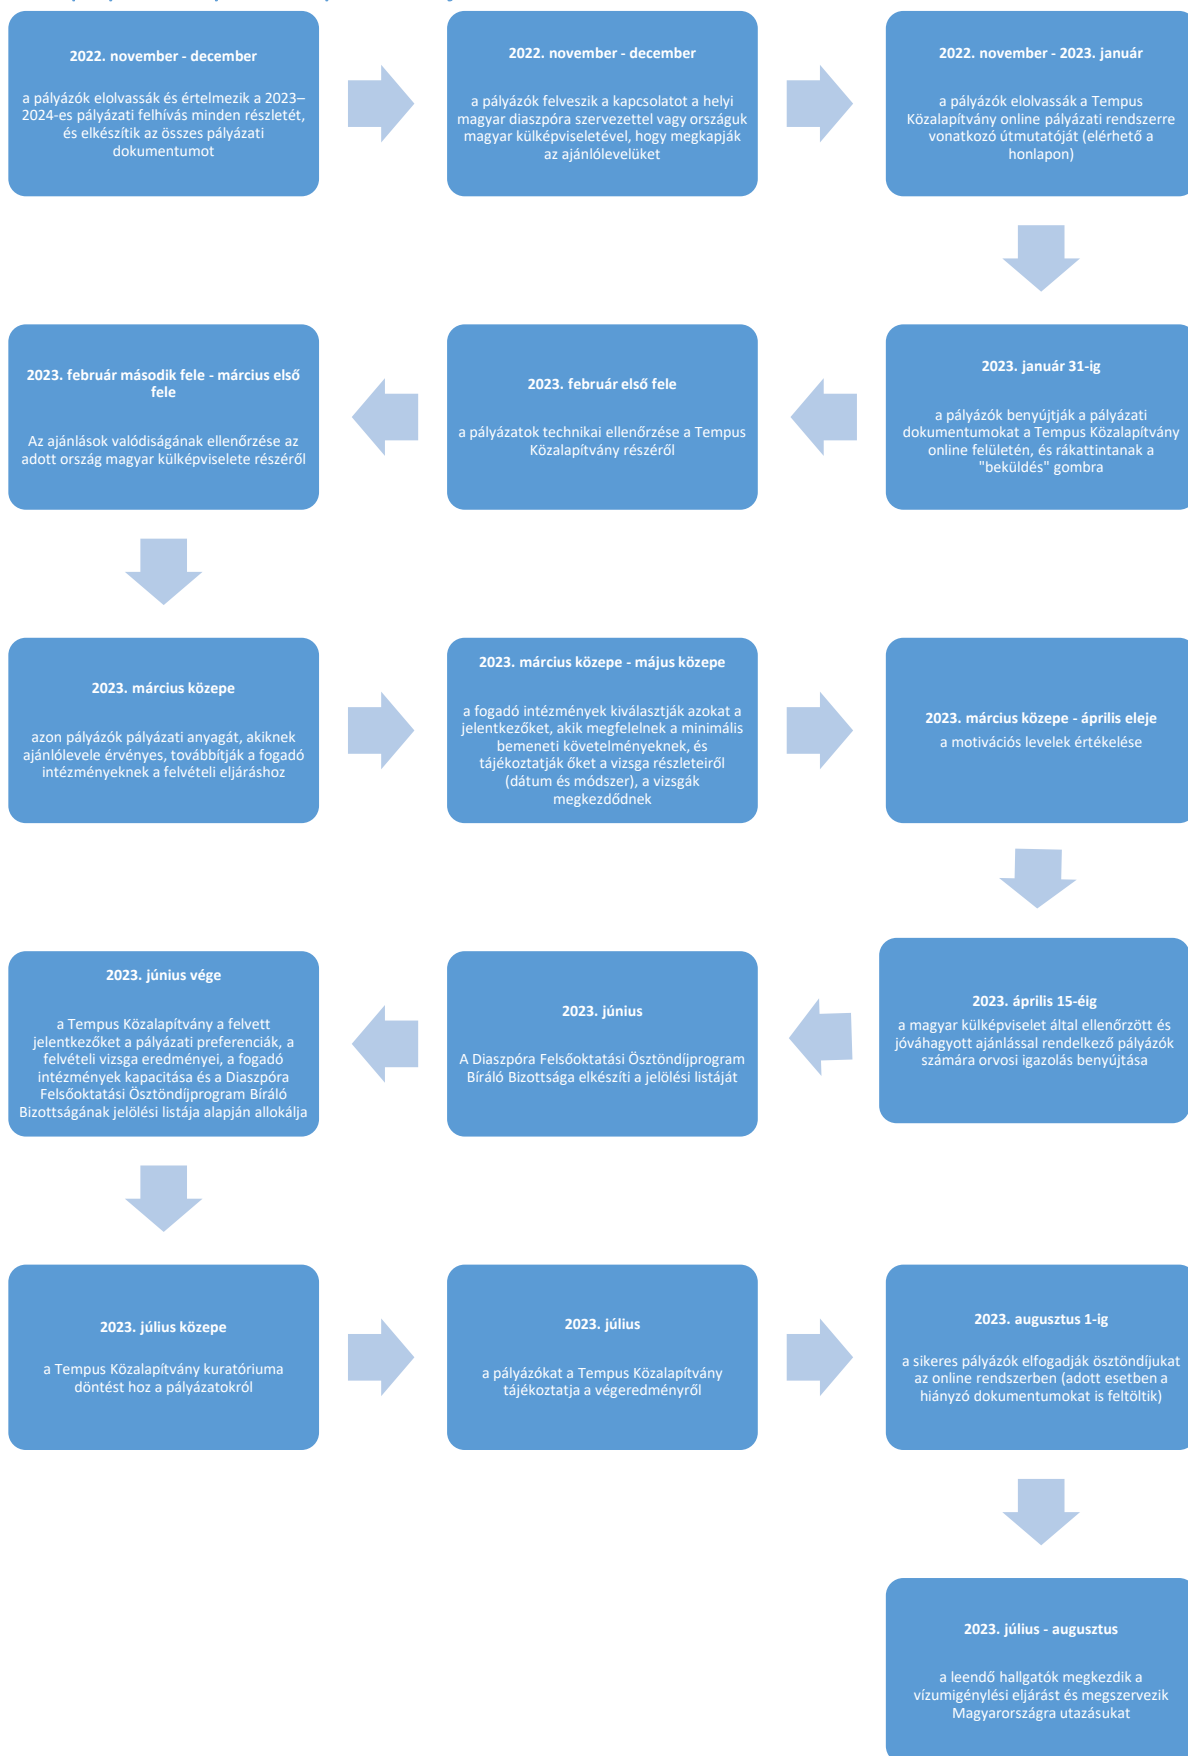 2022. november - december
a pályázók elolvassák és értelmezik a 2023–
2024-es pályázati felhívás minden részletét,
és elkészítik az összes pályázati
dokumentumot
2022. november - december
a pályázók felveszik a kapcsolatot a helyi
magyar diaszpóra szervezettel vagy országuk
magyar külképviseletével, hogy megkapják
az ajánlólevelüket
2022. november - 2023. január
a pályázók elolvassák a Tempus
Közalapítvány online pályázati rendszerre
vonatkozó útmutatóját (elérhető a
honlapon)
2023. január 31-ig
a pályázók benyújtják a pályázati
dokumentumokat a Tempus Közalapítvány
online felületén, és rákattintanak a
"beküldés" gombra
2023. február első fele
a pályázatok technikai ellenőrzése a Tempus
Közalapítvány részéről
2023. február második fele - március első
fele
Az ajánlások valódiságának ellenőrzése az
adott ország magyar külképviselete részéről
2023. március közepe
azon pályázók pályázati anyagát, akiknek
ajánlólevele érvényes, továbbítják a fogadó
intézményeknek a felvételi eljáráshoz
2023. március közepe - május közepe
a fogadó intézmények kiválasztják azokat a
jelentkezőket, akik megfelelnek a minimális
bemeneti követelményeknek, és
tájékoztatják őket a vizsga részleteiről
(dátum és módszer), a vizsgák
megkezdődnek
2023. március közepe - április eleje
a motivációs levelek értékelése
2023. április 15-éig
a magyar külképviselet által ellenőrzött és
jóváhagyott ajánlással rendelkező pályázók
számára orvosi igazolás benyújtása
2023. június
A Diaszpóra Felsőoktatási Ösztöndíjprogram
Bíráló Bizottsága elkészíti a jelölési listáját
2023. június vége
a Tempus Közalapítvány a felvett
jelentkezőket a pályázati preferenciák, a
felvételi vizsga eredményei, a fogadó
intézmények kapacitása és a Diaszpóra
Felsőoktatási Ösztöndíjprogram Bíráló
Bizottságának jelölési listája alapján allokálja
2023. július közepe
a Tempus Közalapítvány kuratóriuma
döntést hoz a pályázatokról
2023. július
a pályázókat a Tempus Közalapítvány
tájékoztatja a végeredményről
2023. augusztus 1-ig
a sikeres pályázók elfogadják ösztöndíjukat
az online rendszerben (adott esetben a
hiányzó dokumentumokat is feltöltik)
2023. július - augusztus
a leendő hallgatók megkezdik a
vízumigénylési eljárást és megszervezik
Magyarországra utazásukat